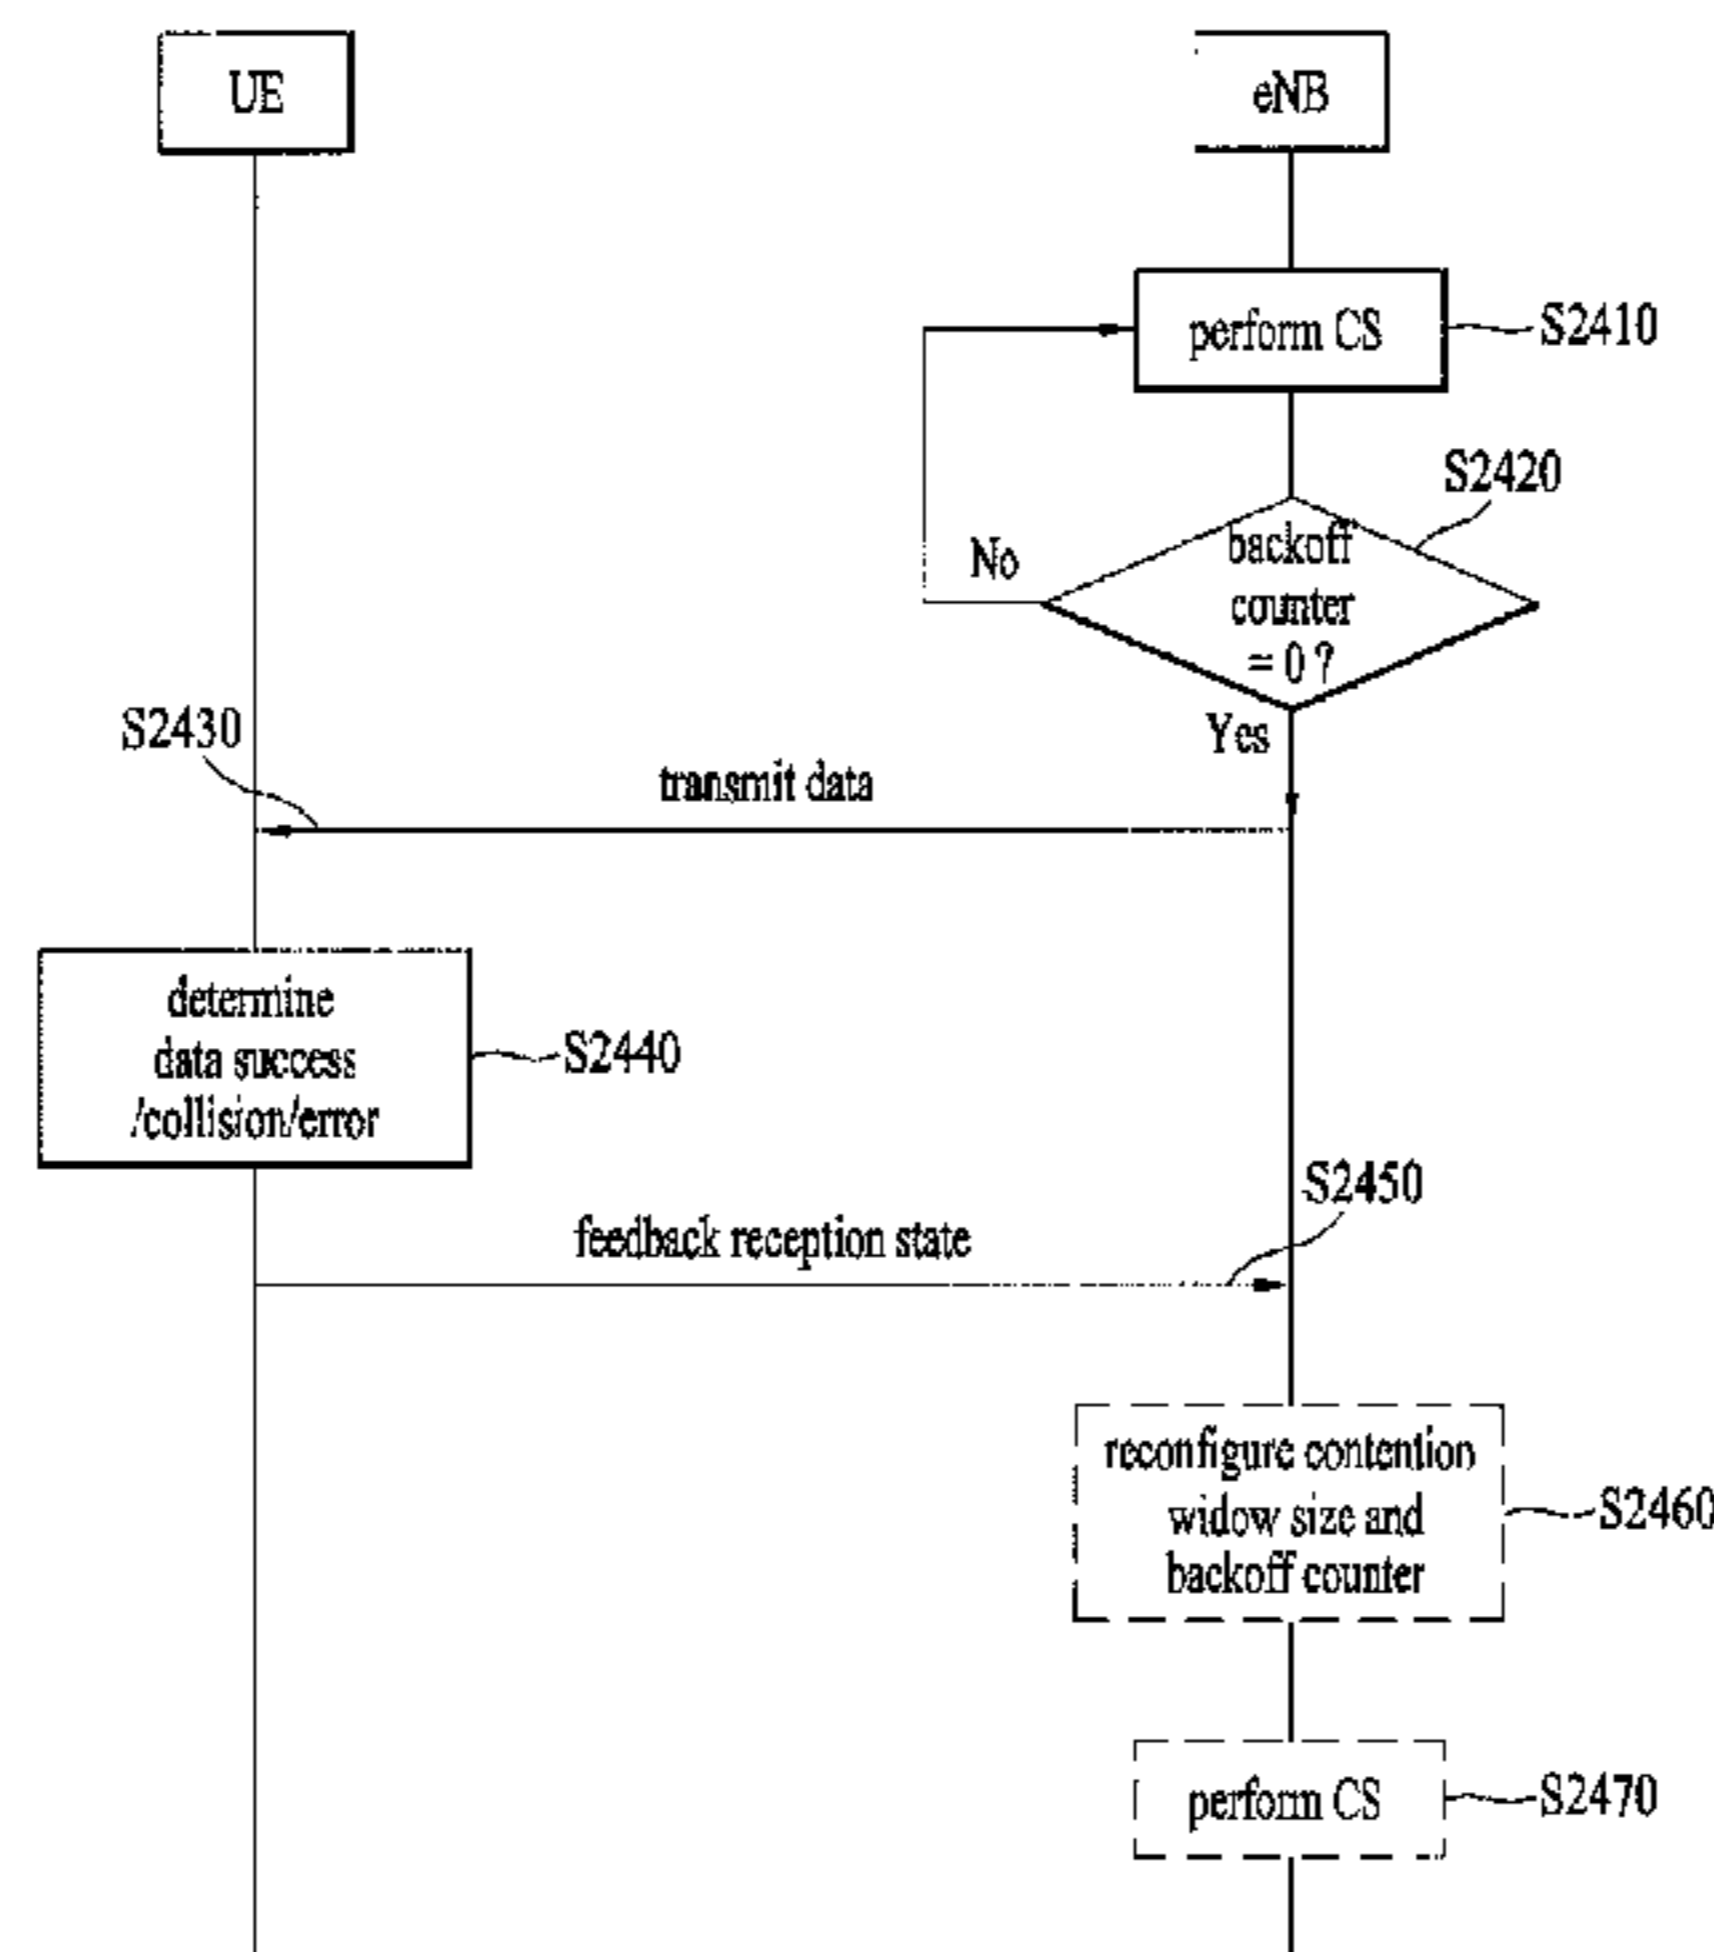 UE
eNB
perform CS
S2410
S2420
No
backoff
counter
= 0 ?
Yes
S2430
transmit data
determine
data success
/collision/error
S2440
S2450
feedback reception state
reconfigure contention
widow size and
backoff counter
S2460
perform CS
S2470